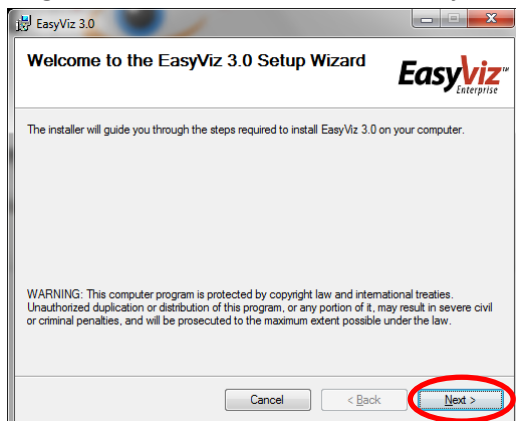 EasyViz 3.0
Welcome to the EasyViz 3.0 Setup Wizard
EasyViz™
Enterprise
The installer will guide you through the steps required to install EasyViz 3.0 on your computer.
WARNING: This computer program is protected by copyright law and international treaties.
Unauthorized duplication or distribution of this program, or any portion of it, may result in severe civil
or criminal penalties, and will be prosecuted to the maximum extent possible under the law.
Cancel < Back Next >